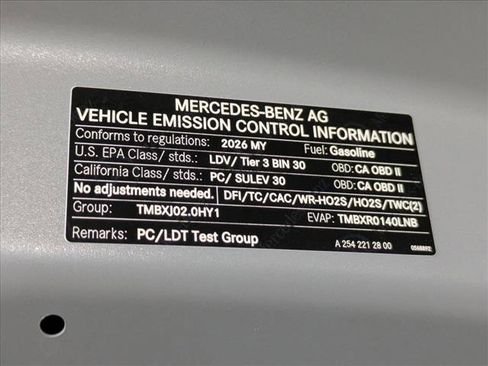 MERCEDES-BENZ AG
VEHICLE EMISSION CONTROL INFORMATION
Conforms to regulations: 2026 MY Fuel: Gasoline
U.S. EPA Class/ stds.: LDV/ Tier 3 BIN 30 OBD: CA OBD II
California Class/ stds.: PC/ SULEV 30 OBD: CA OBD II
No adjustments needed. DFI/TC/CAC/WR-HO2S/HO2S/TWC(2)
Group: TMBXJ02.0HY1 EVAP: TMBXR0140LNB
Remarks: PC/LDT Test Group A 254 221 28 00